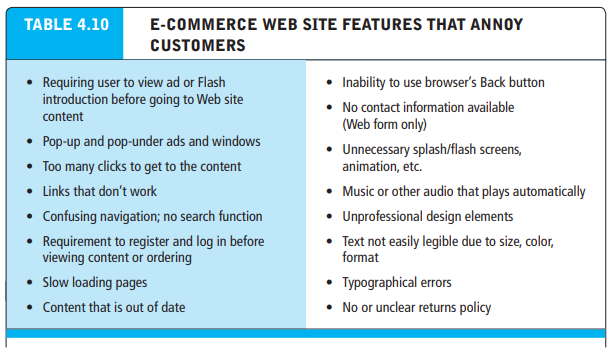 TABLE 4.10
E-COMMERCE WEB SITE FEATURES THAT ANNOY
CUSTOMERS
• Requiring user to view ad or Flash
introduction before going to Web site
content
• Pop-up and pop-under ads and windows
• Too many clicks to get to the content
• Links that don’t work
• Confusing navigation; no search function
• Requirement to register and log in before
viewing content or ordering
• Slow loading pages
• Content that is out of date
• Inability to use browser’s Back button
• No contact information available
(Web form only)
• Unnecessary splash/flash screens,
animation, etc.
• Music or other audio that plays automatically
• Unprofessional design elements
• Text not easily legible due to size, color,
format
• Typographical errors
• No or unclear returns policy